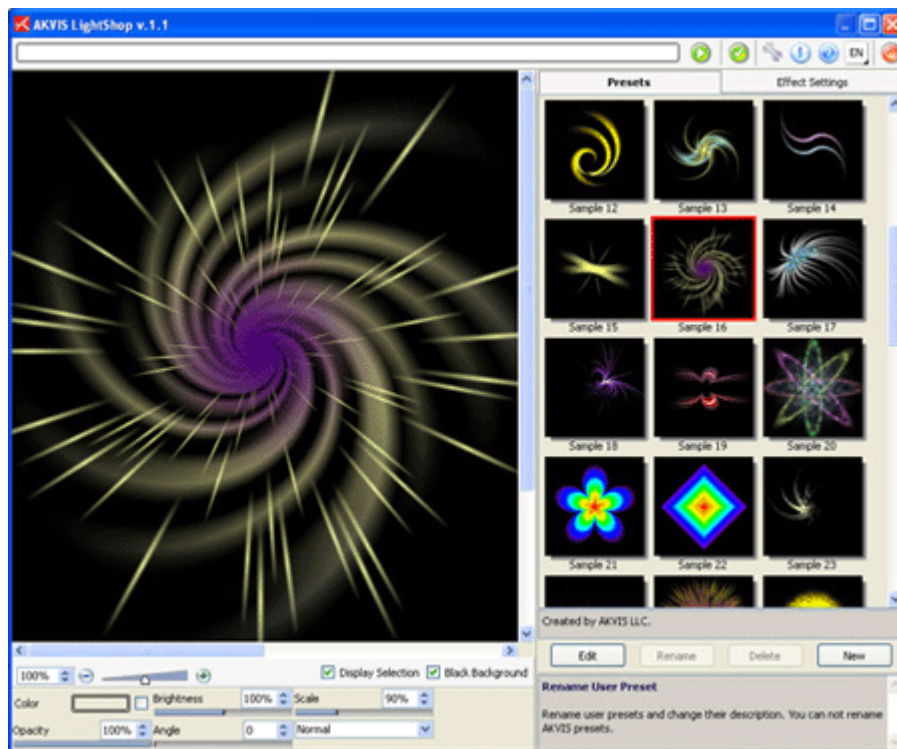 AKVIS LightShop v.1.1
EN
Presets
Effect Settings
Sample 12
Sample 13
Sample 14
Sample 15
Sample 16
Sample 17
Sample 18
Sample 19
Sample 20
Sample 21
Sample 22
Sample 23
Created by AKVIS LLC.
Edit
Rename
Delete
New
100%
Display Selection
Black Background
Color
Brightness
100%
Scale
90%
Opacity
100%
Angle
0
Normal
Rename User Preset
Rename user presets and change their description. You can not rename
AKVIS presets.